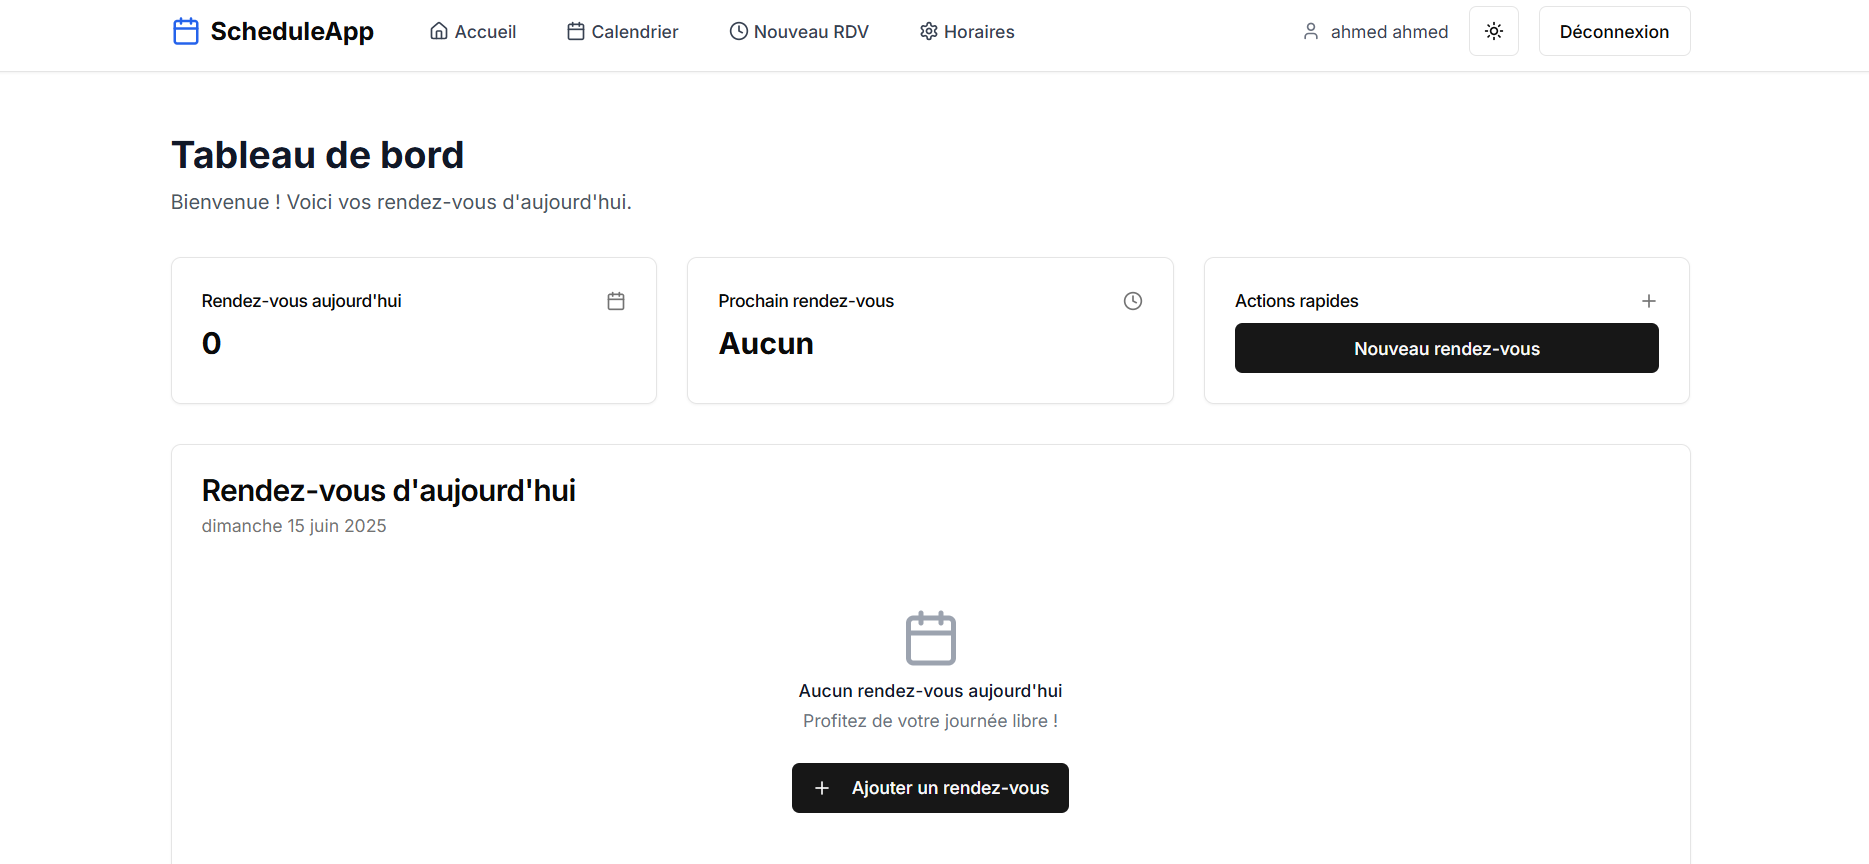 ScheduleApp
Accueil
Calendrier
Nouveau RDV
Horaires
ahmed ahmed
Déconnexion
Tableau de bord
Bienvenue ! Voici vos rendez-vous d'aujourd'hui.
Rendez-vous aujourd'hui
0
Prochain rendez-vous
Aucun
Actions rapides
Nouveau rendez-vous
Rendez-vous d'aujourd'hui
dimanche 15 juin 2025
Aucun rendez-vous aujourd'hui
Profitez de votre journée libre !
Ajouter un rendez-vous